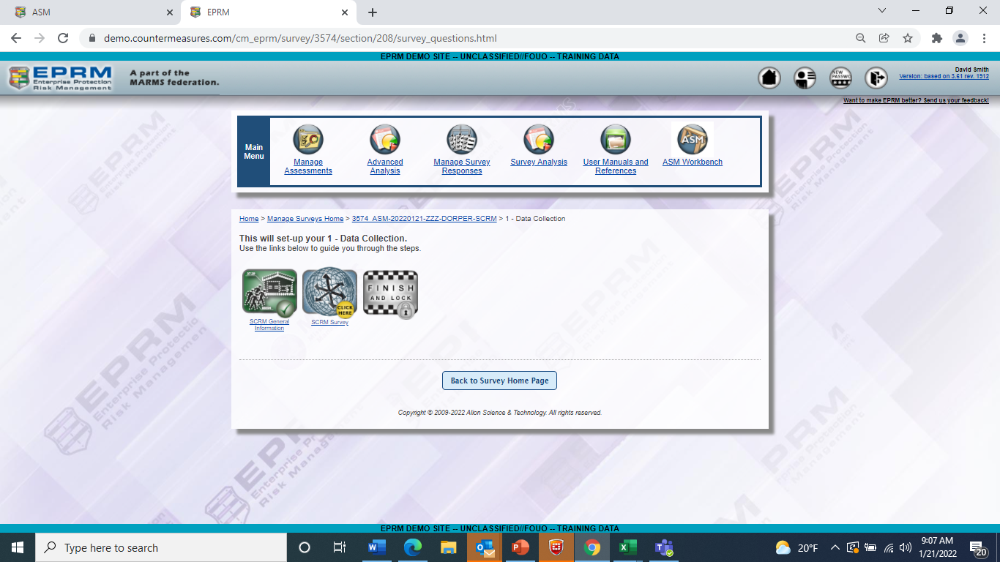 ASM
EPRM
demo.countermeasures.com/cm_eprm/survey/3574/section/208/survey_questions.html
EPRM DEMO SITE -- UNCLASSIFIED//FOUO -- TRAINING DATA
EPRM
Enterprise Protection
Risk Management
A part of the
MARMS federation.
NEW
PASSWC
David Smith
Version: based on 3.61 rev. 1912
Want to make EPRM better? Send us your feedback!
Main
Menu
Manage
Assessments
Advanced
Analysis
Manage Survey
Responses
Survey Analysis
User Manuals and
References
ASM
ASM Workbench
Home > Manage Surveys Home > 3574_ASM-20220121-ZZZ-DORPER-SCRM > 1 - Data Collection
This will set-up your 1 - Data Collection.
Use the links below to guide you through the steps.
SCRM General
Information
CLICK
HERE
SCRM Survey
FINISH
AND LOCK
Back to Survey Home Page
Copyright © 2009-2022 Alion Science & Technology. All rights reserved.
EPRM
Enterprise Protection
Risk Management
EPRM DEMO SITE -- UNCLASSIFIED//FOUO -- TRAINING DATA
Type here to search
20°F
9:07 AM
1/21/2022
20